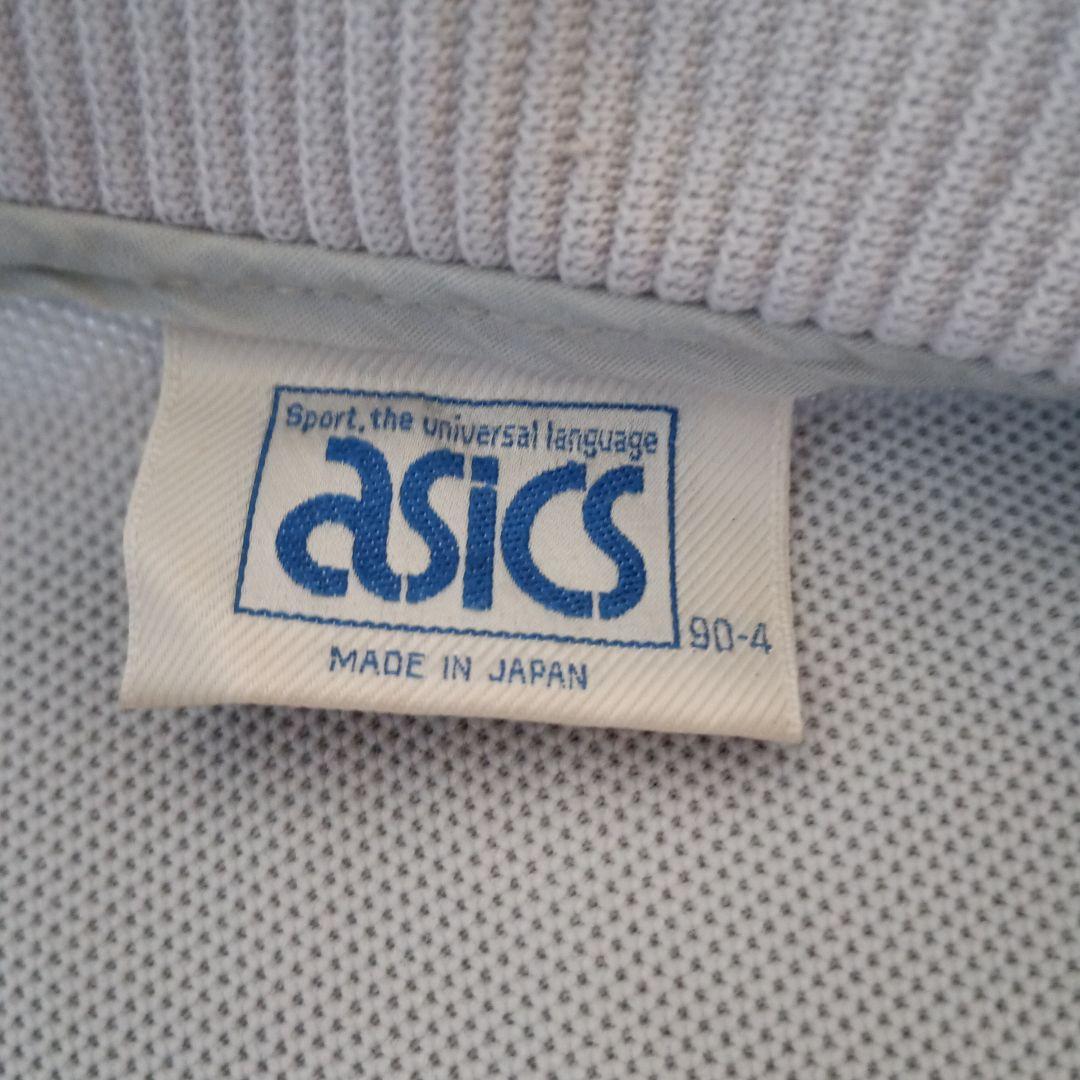 Sport, the universal language
asics
90-4
MADE IN JAPAN